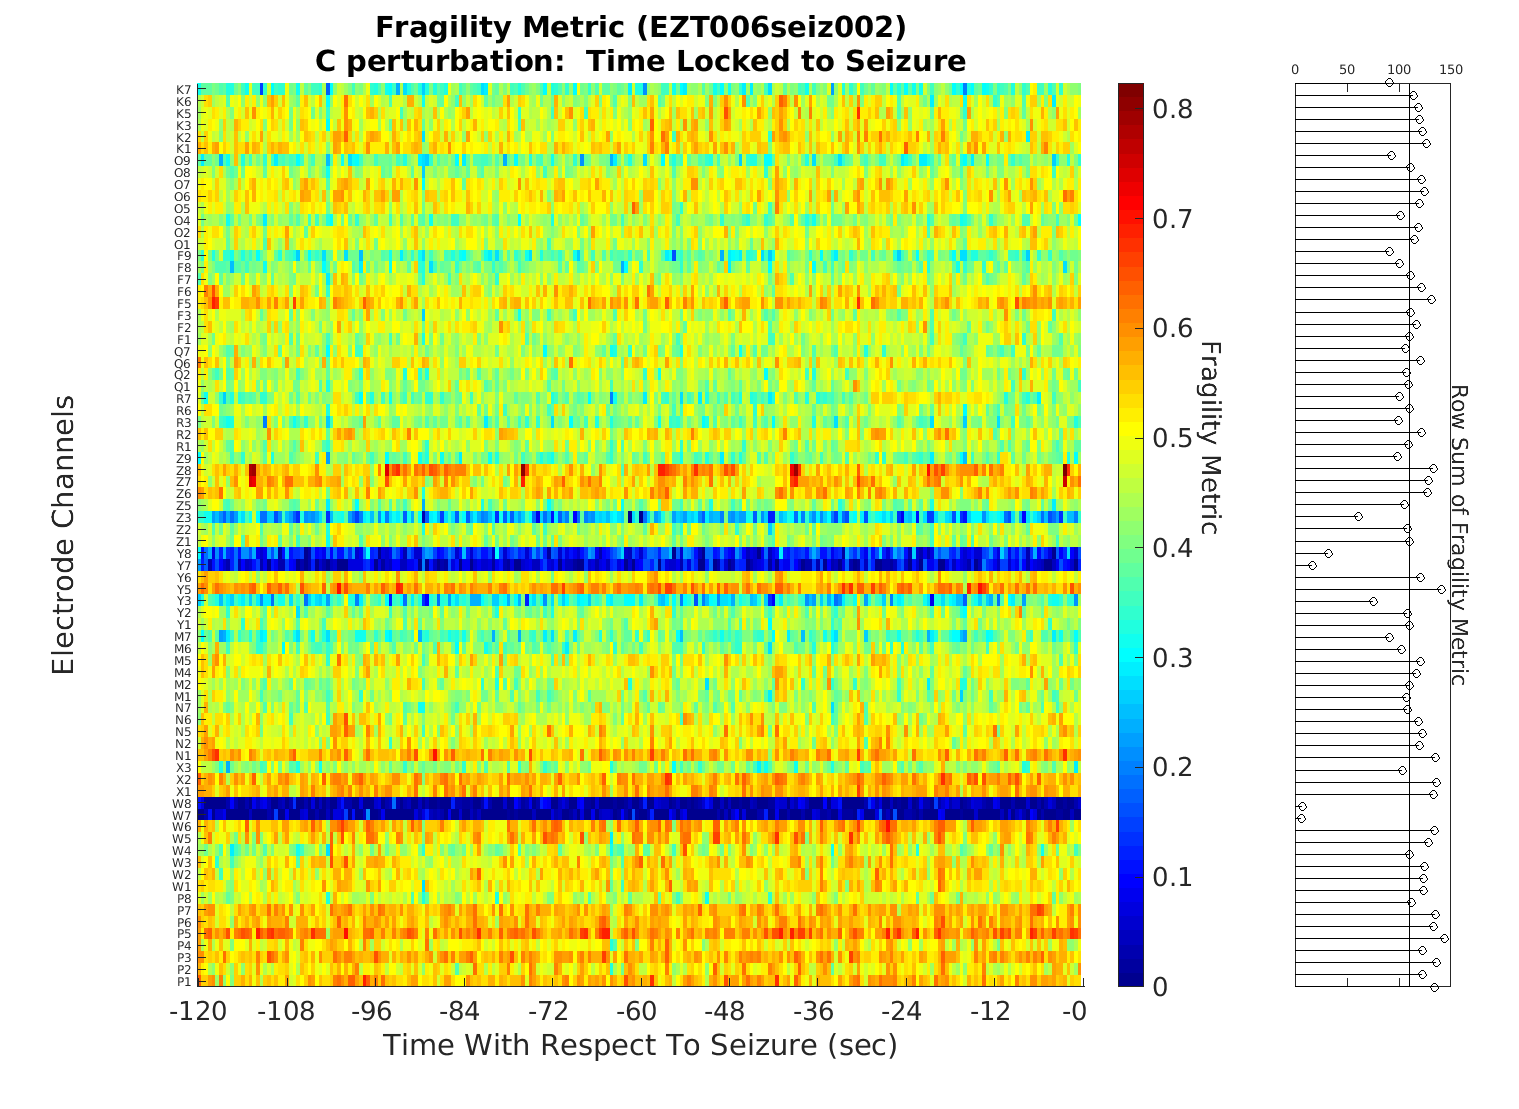 Fragility Metric (EZT006seiz002)
C perturbation:  Time Locked to Seizure
Electrode Channels
K7
K6
K5
K3
K2
K1
O9
O8
O7
O6
O5
O4
O2
O1
F9
F8
F7
F6
F5
F3
F2
F1
Q7
Q6
Q2
Q1
R7
R6
R3
R2
R1
Z9
Z8
Z7
Z6
Z5
Z3
Z2
Z1
Y8
Y7
Y6
Y5
Y3
Y2
Y1
M7
M6
M5
M4
M2
M1
N7
N6
N5
N2
N1
X3
X2
X1
W8
W7
W6
W5
W4
W3
W2
W1
P8
P7
P6
P5
P4
P3
P2
P1
-120 -108 -96 -84 -72 -60 -48 -36 -24 -12 -0
Time With Respect To Seizure (sec)
0.8
0.7
0.6
0.5
0.4
0.3
0.2
0.1
0
Fragility Metric
0 50 100 150
Row Sum of Fragility Metric